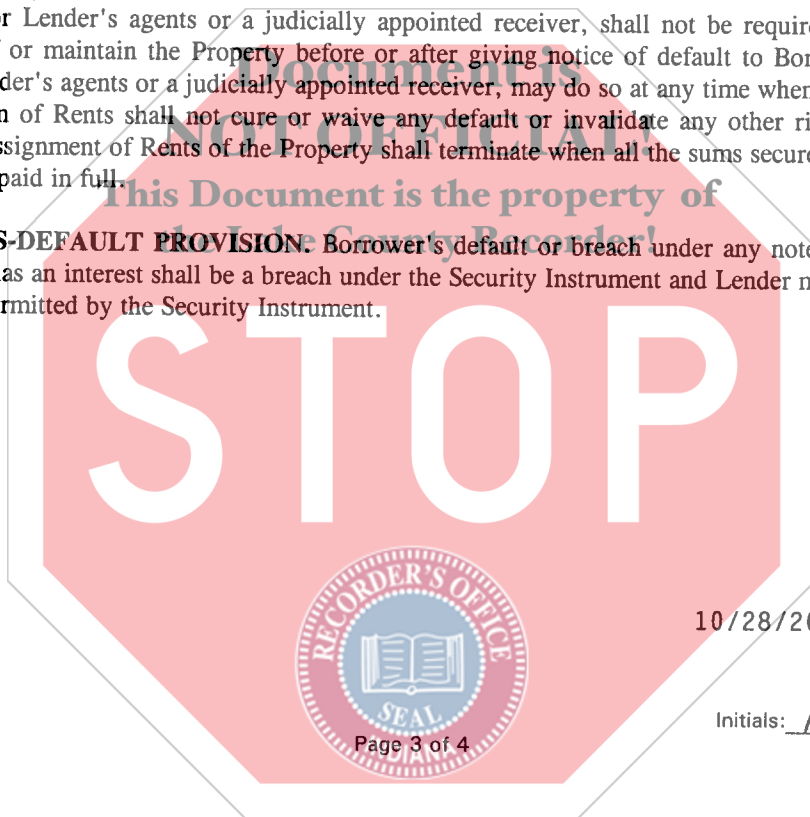 r Lender's agents or a judicially appointed receiver, shall not be require
or maintain the Property before or after giving notice of default to Bor
der's agents or a judicially appointed receiver, may do so at any time when
n of Rents shall not cure or waive any default or invalidate any other ri
ssignment of Rents of the Property shall terminate when all the sums secure
paid in full.
Document is
NOT OFFICIAL!
This Document is the property of
the Lake County Recorder!
S-DEFAULT PROVISION. Borrower's default or breach under any note
as an interest shall be a breach under the Security Instrument and Lender m
rmitted by the Security Instrument.
STOP
RECORDER'S OFFICE
SEAL
INDIANA
10/28/20
Initials:
Page 3 of 4